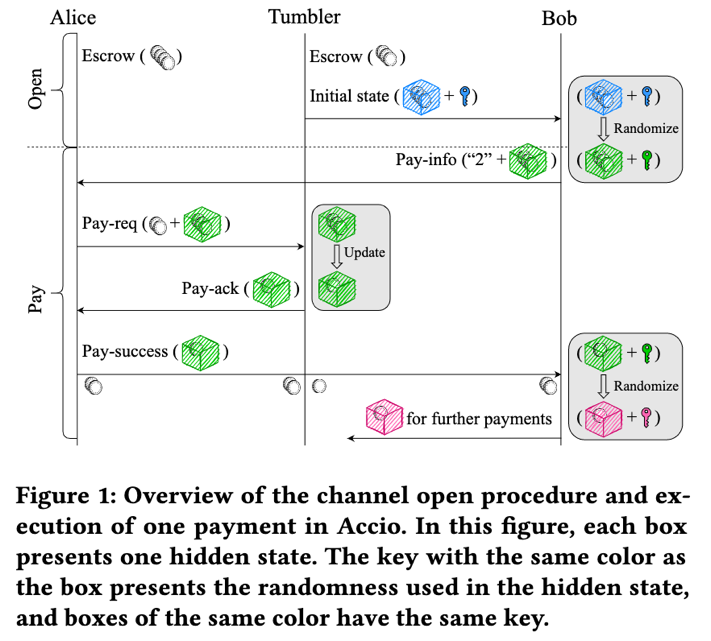 Alice Tumbler Bob
Open
Escrow ( ) Escrow ( )
Initial state ( + ) ( + )
Randomize
Pay-info (“2” + ) ( + )
Pay
Pay-req ( + )
Update
Pay-ack ( )
Pay-success ( ) ( + )
Randomize
for further payments ( + )
Figure 1: Overview of the channel open procedure and ex-
ecution of one payment in Accio. In this figure, each box
presents one hidden state. The key with the same color as
the box presents the randomness used in the hidden state,
and boxes of the same color have the same key.